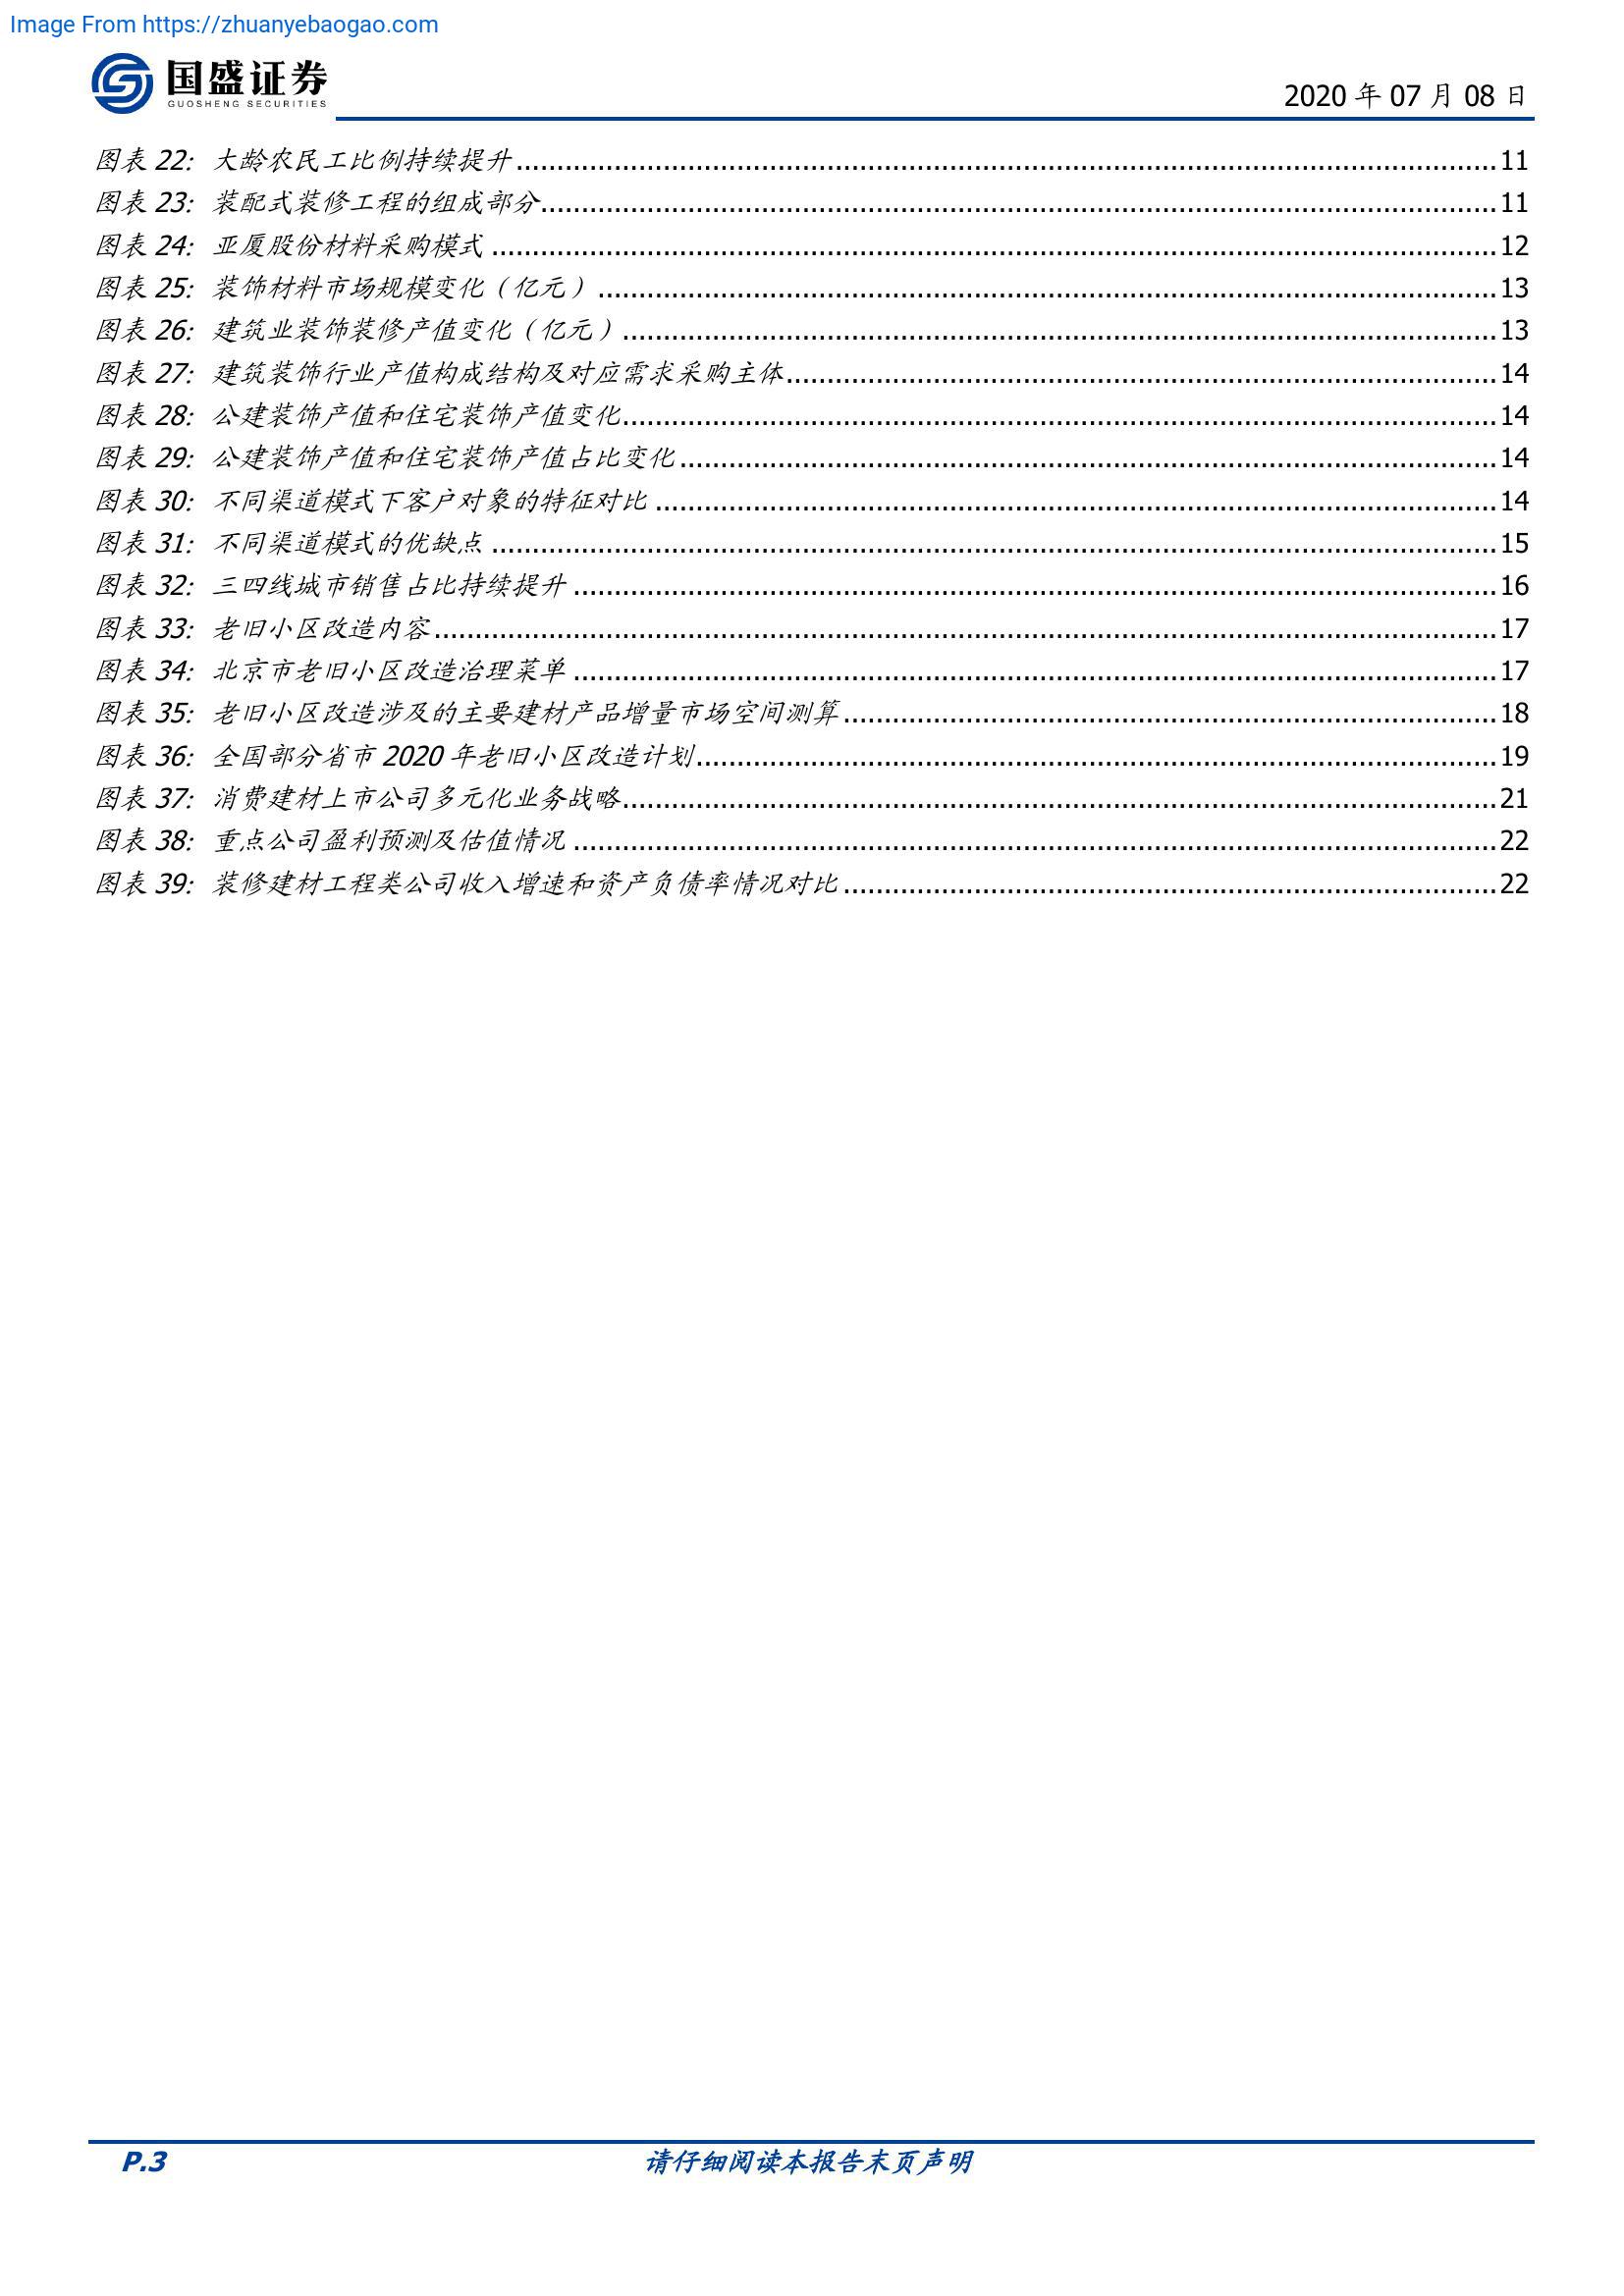 Image From https://zhuanyebaogao.com
国盛证券
GUOSHENG SECURITIES
2020 年 07 月 08 日
图表 22: 大龄农民工比例持续提升........................................11
图表 23: 装配式装修工程的组成部分........................................11
图表 24: 亚厦股份材料采购模式........................................12
图表 25: 装饰材料市场规模变化（亿元）........................................13
图表 26: 建筑业装饰装修产值变化（亿元）........................................13
图表 27: 建筑装饰行业产值构成结构及对应需求采购主体........................................14
图表 28: 公建装饰产值和住宅装饰产值变化........................................14
图表 29: 公建装饰产值和住宅装饰产值占比变化........................................14
图表 30: 不同渠道模式下客户对象的特征对比........................................14
图表 31: 不同渠道模式的优缺点........................................15
图表 32: 三四线城市销售占比持续提升........................................16
图表 33: 老旧小区改造内容........................................17
图表 34: 北京市老旧小区改造治理菜单........................................17
图表 35: 老旧小区改造涉及的主要建材产品增量市场空间测算........................................18
图表 36: 全国部分省市 2020 年老旧小区改造计划........................................19
图表 37: 消费建材上市公司多元化业务战略........................................21
图表 38: 重点公司盈利预测及估值情况........................................22
图表 39: 装修建材工程类公司收入增速和资产负债率情况对比........................................22
P.3
请仔细阅读本报告末页声明